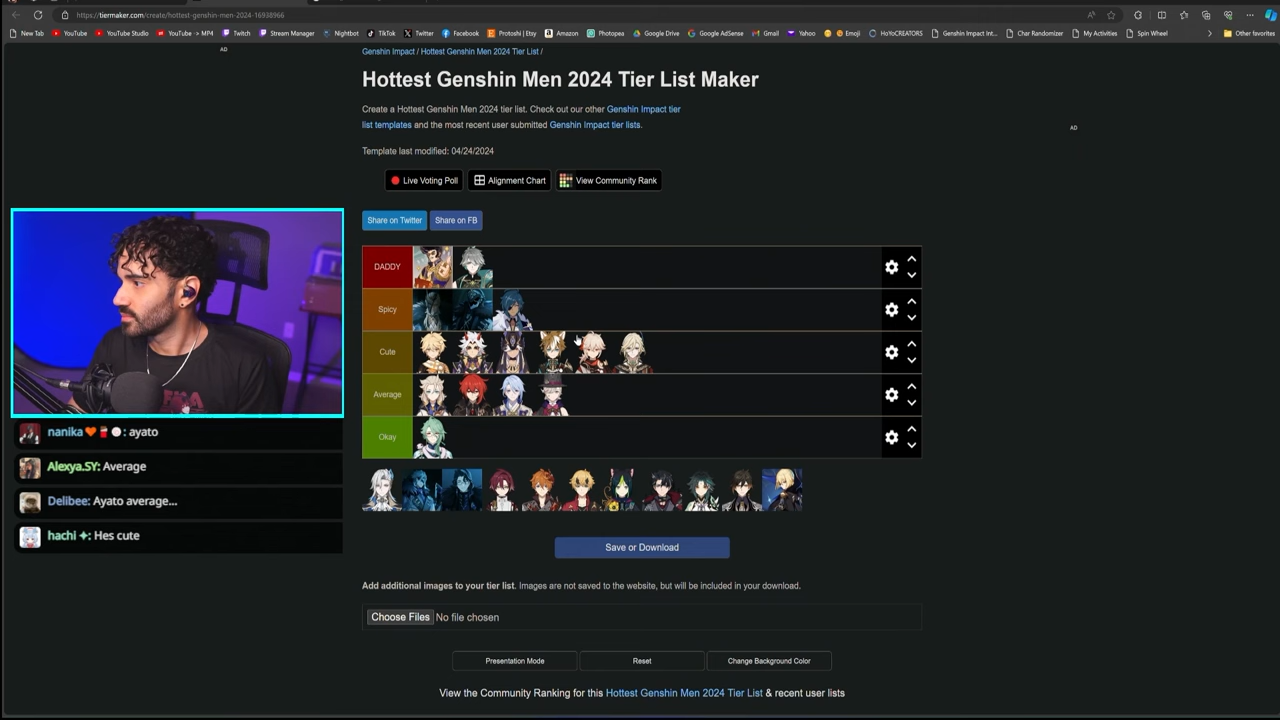 https://tiermaker.com/create/hottest-genshin-men-2024-16938966
New Tab YouTube YouTube Studio YouTube -> MP4 Twitch Stream Manager Nightbot TikTok Twitter Facebook Protoshi | Etsy Amazon Photopea Google Drive Google AdSense Gmail Yahoo Emoji HoYoCREATORS Genshin Impact Int... Char Randomizer My Activities Spin Wheel Other favorites
AD
Genshin Impact / Hottest Genshin Men 2024 Tier List /
Hottest Genshin Men 2024 Tier List Maker
Create a Hottest Genshin Men 2024 tier list. Check out our other Genshin Impact tier
list templates and the most recent user submitted Genshin Impact tier lists.
AD
Template last modified: 04/24/2024
Live Voting Poll Alignment Chart View Community Rank
Share on Twitter Share on FB
DADDY
Spicy
Cute
Average
Okay
nanika : ayato
Alexya.SY: Average
Delibee: Ayato average...
hachi : Hes cute
Save or Download
Add additional images to your tier list. Images are not saved to the website, but will be included in your download.
Choose Files No file chosen
Presentation Mode Reset Change Background Color
View the Community Ranking for this Hottest Genshin Men 2024 Tier List & recent user lists